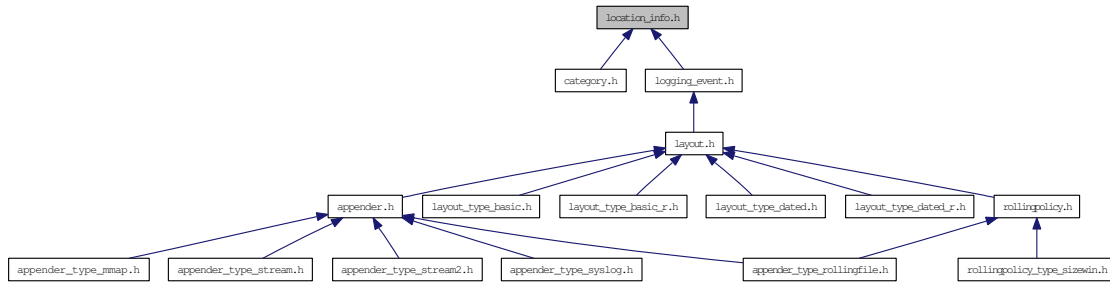 location_info.h
category.h
logging_event.h
layout.h
appender.h
layout_type_basic.h
layout_type_basic_r.h
layout_type_dated.h
layout_type_dated_r.h
rollingpolicy.h
appender_type_mmap.h
appender_type_stream.h
appender_type_stream2.h
appender_type_syslog.h
appender_type_rollingfile.h
rollingpolicy_type_sizewin.h